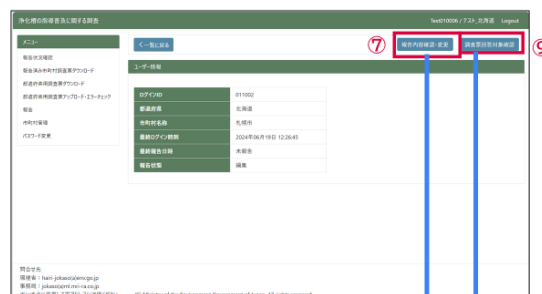 浄化槽の指導普及に関する調査
Test010006 / テスト_北海道 Logout
メニュー
報告状況確認
報告済み市町村調査票ダウンロード
都道府県用調査票ダウンロード
都道府県用調査票アップロード・エラーチェック
報告
市町村管理
パスワード変更
く一覧に戻る
⑦
報告内容確認・変更
調査票回答対象確認
⑨
ユーザー情報
ログインID 011002
都道府県 北海道
市町村名称 札幌市
最終ログイン時刻 2024年06月19日 12:26:45
最終報告日時 未報告
報告状態 編集
問合せ先
環境省：hairi-jokaso(a)env.go.jp
事務局：jokaso(a)ml.mri-ra.co.jp